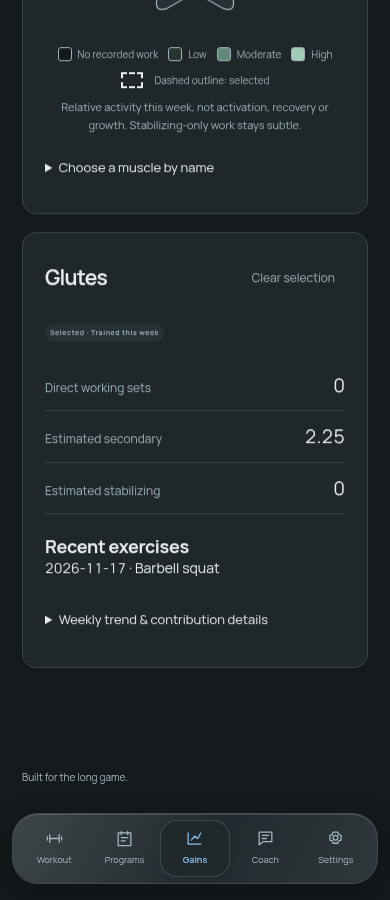 No recorded work Low Moderate High
Dashed outline: selected
Relative activity this week, not activation, recovery or
growth. Stabilizing-only work stays subtle.
Choose a muscle by name
Glutes Clear selection
Selected · Trained this week
Direct working sets 0
Estimated secondary 2.25
Estimated stabilizing 0
Recent exercises
2026-11-17 · Barbell squat
Weekly trend & contribution details
Built for the long game.
Workout Programs Gains Coach Settings